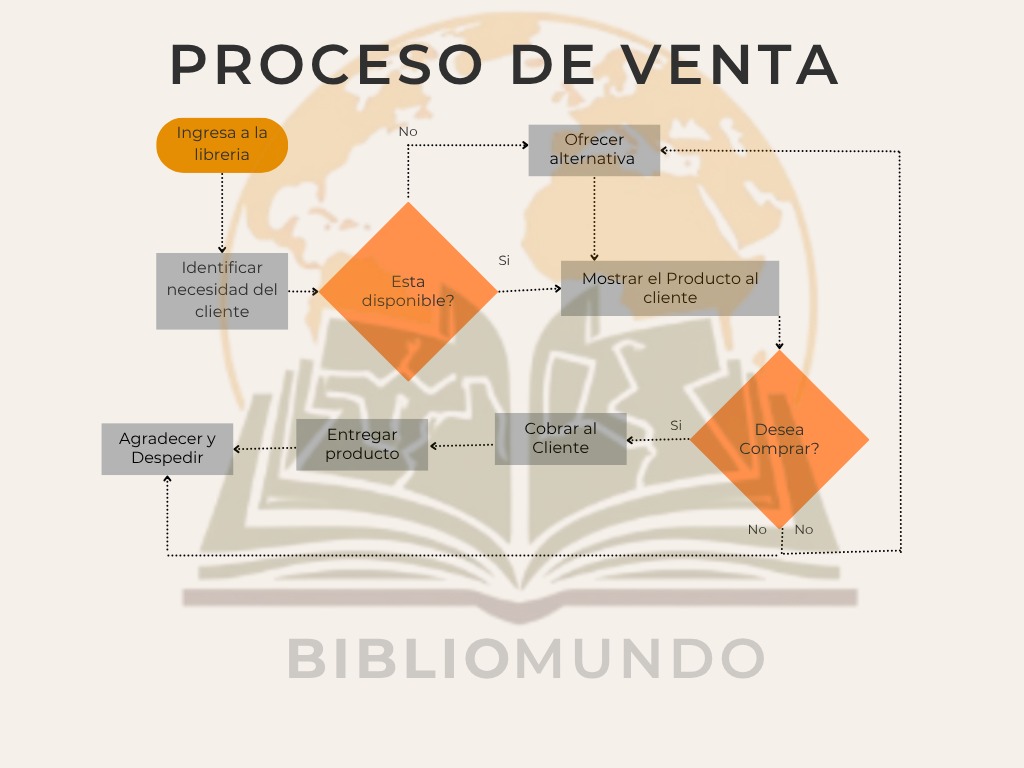 PROCESO DE VENTA
Ingresa a la
libreria
No
Ofrecer
alternativa
Identificar
necesidad del
cliente
Esta
disponible?
Si
Mostrar el Producto al
cliente
Desea
Comprar?
Si
Cobrar al
Cliente
Entregar
producto
Agradecer y
Despedir
No
No
BIBLIOMUNDO